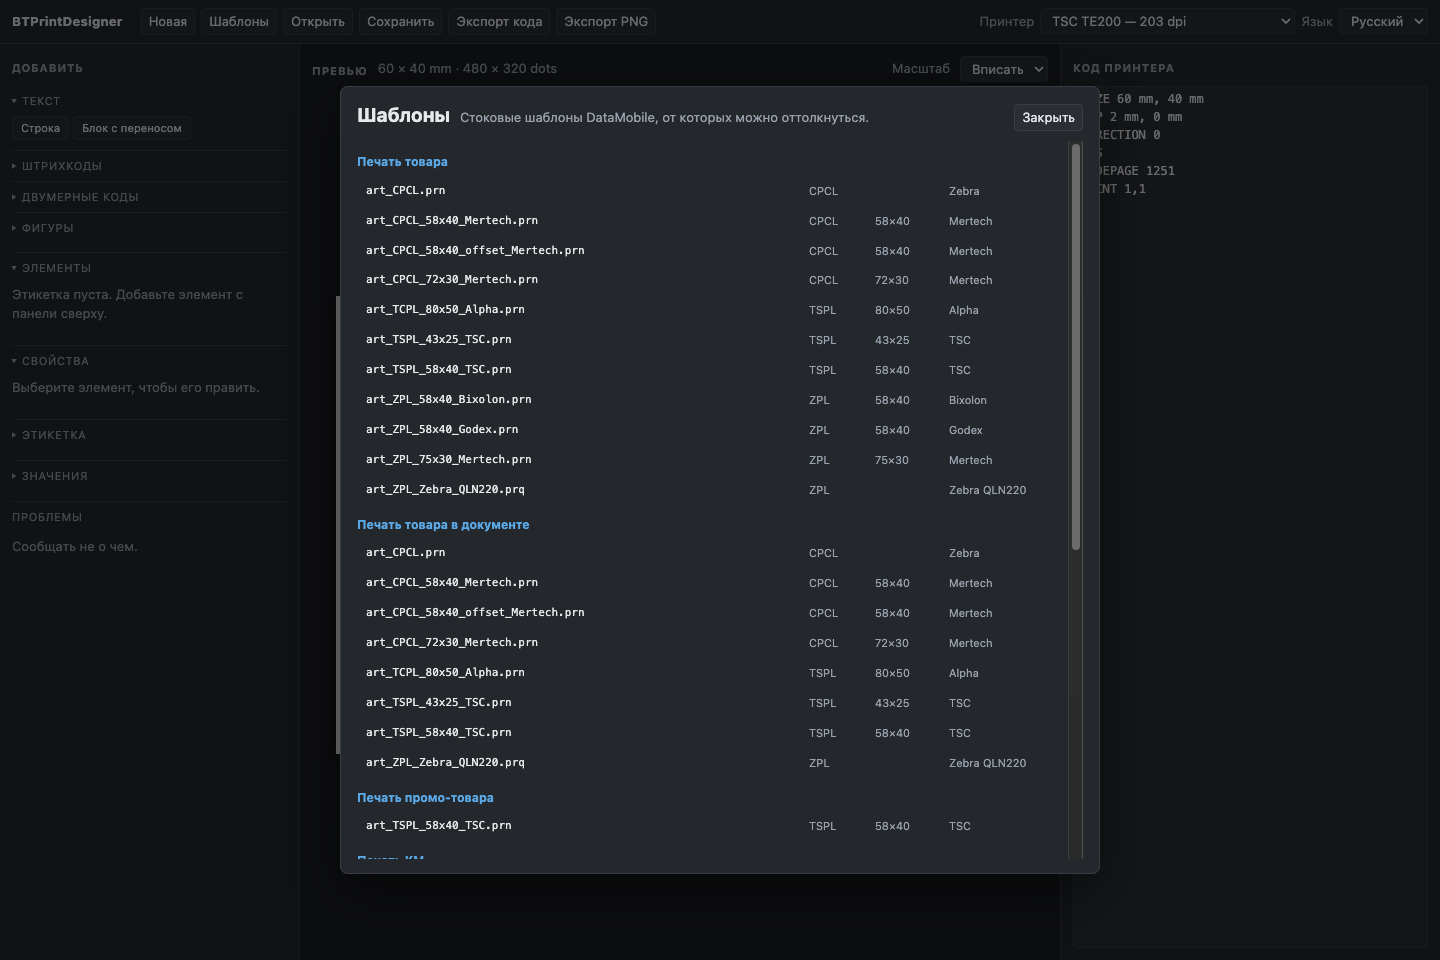 BTPrintDesigner Новая Шаблоны Открыть Сохранить Экспорт кода Экспорт PNG Принтер TSC TE200 — 203 dpi Язык Русский
ДОБАВИТЬ
ТЕКСТ
Строка Блок с переносом
ШТРИХКОДЫ
ДВУМЕРНЫЕ КОДЫ
ФИГУРЫ
ЭЛЕМЕНТЫ
Этикетка пуста. Добавьте элемент с
панели сверху.
СВОЙСТВА
Выберите элемент, чтобы его править.
ЭТИКЕТКА
ЗНАЧЕНИЯ
ПРОБЛЕМЫ
Сообщать не о чем.
ПРЕВЬЮ 60 × 40 mm · 480 × 320 dots Масштаб Вписать
Шаблоны Стоковые шаблоны DataMobile, от которых можно оттолкнуться. Закрыть
Печать товара
art_CPCL.prn CPCL Zebra
art_CPCL_58x40_Mertech.prn CPCL 58×40 Mertech
art_CPCL_58x40_offset_Mertech.prn CPCL 58×40 Mertech
art_CPCL_72x30_Mertech.prn CPCL 72×30 Mertech
art_TCPL_80x50_Alpha.prn TSPL 80×50 Alpha
art_TSPL_43x25_TSC.prn TSPL 43×25 TSC
art_TSPL_58x40_TSC.prn TSPL 58×40 TSC
art_ZPL_58x40_Bixolon.prn ZPL 58×40 Bixolon
art_ZPL_58x40_Godex.prn ZPL 58×40 Godex
art_ZPL_75x30_Mertech.prn ZPL 75×30 Mertech
art_ZPL_Zebra_QLN220.prq ZPL Zebra QLN220
Печать товара в документе
art_CPCL.prn CPCL Zebra
art_CPCL_58x40_Mertech.prn CPCL 58×40 Mertech
art_CPCL_58x40_offset_Mertech.prn CPCL 58×40 Mertech
art_CPCL_72x30_Mertech.prn CPCL 72×30 Mertech
art_TCPL_80x50_Alpha.prn TSPL 80×50 Alpha
art_TSPL_43x25_TSC.prn TSPL 43×25 TSC
art_TSPL_58x40_TSC.prn TSPL 58×40 TSC
art_ZPL_Zebra_QLN220.prq ZPL Zebra QLN220
Печать промо-товара
art_TSPL_58x40_TSC.prn TSPL 58×40 TSC
Печать КМ
КОД ПРИНТЕРА
ZE 60 mm, 40 mm
2 mm, 0 mm
RECTION 0
DEPAGE 1251
INT 1,1